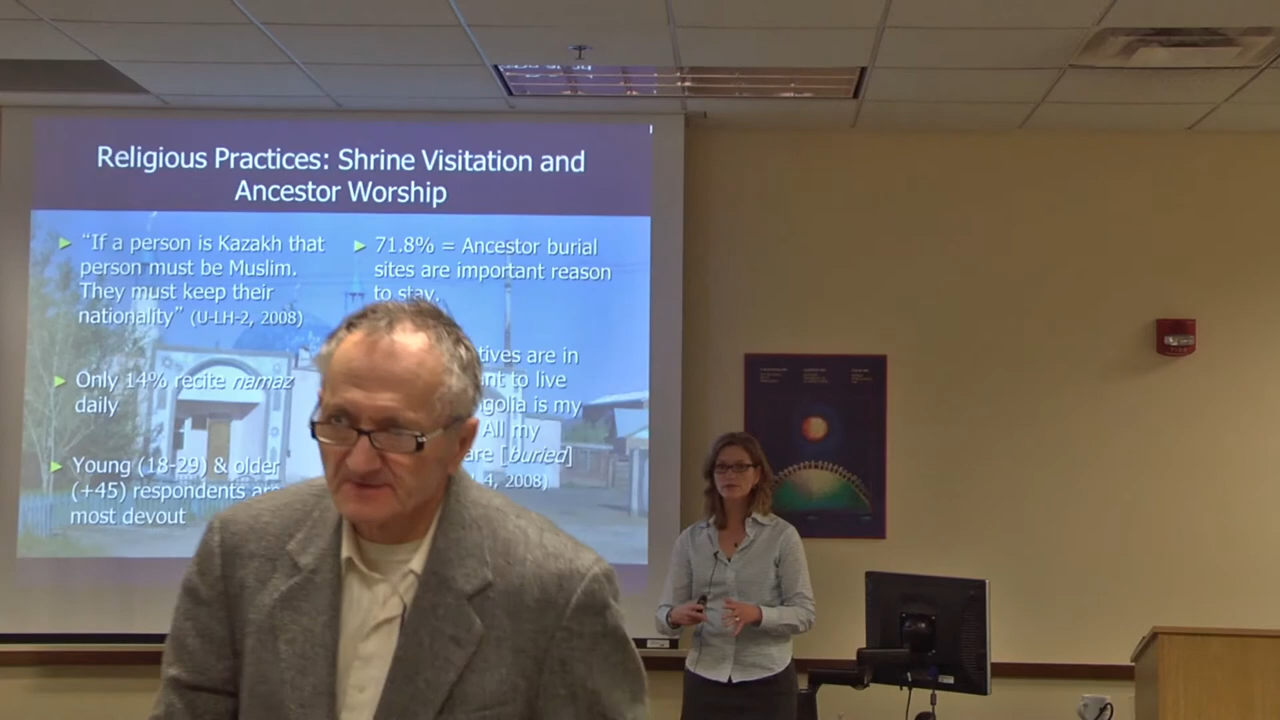 Religious Practices: Shrine Visitation and
Ancestor Worship
"If a person is Kazakh that
person must be Muslim.
They must keep their
nationality" (U-LH-2, 2008)
Only 14% recite namaz
daily
Young (18-29) & older
(+45) respondents are
most devout
71.8% = Ancestor burial
sites are important reason
to stay.
tives are in
nt to live
golia is my
All my
are [buried]
4, 2008)